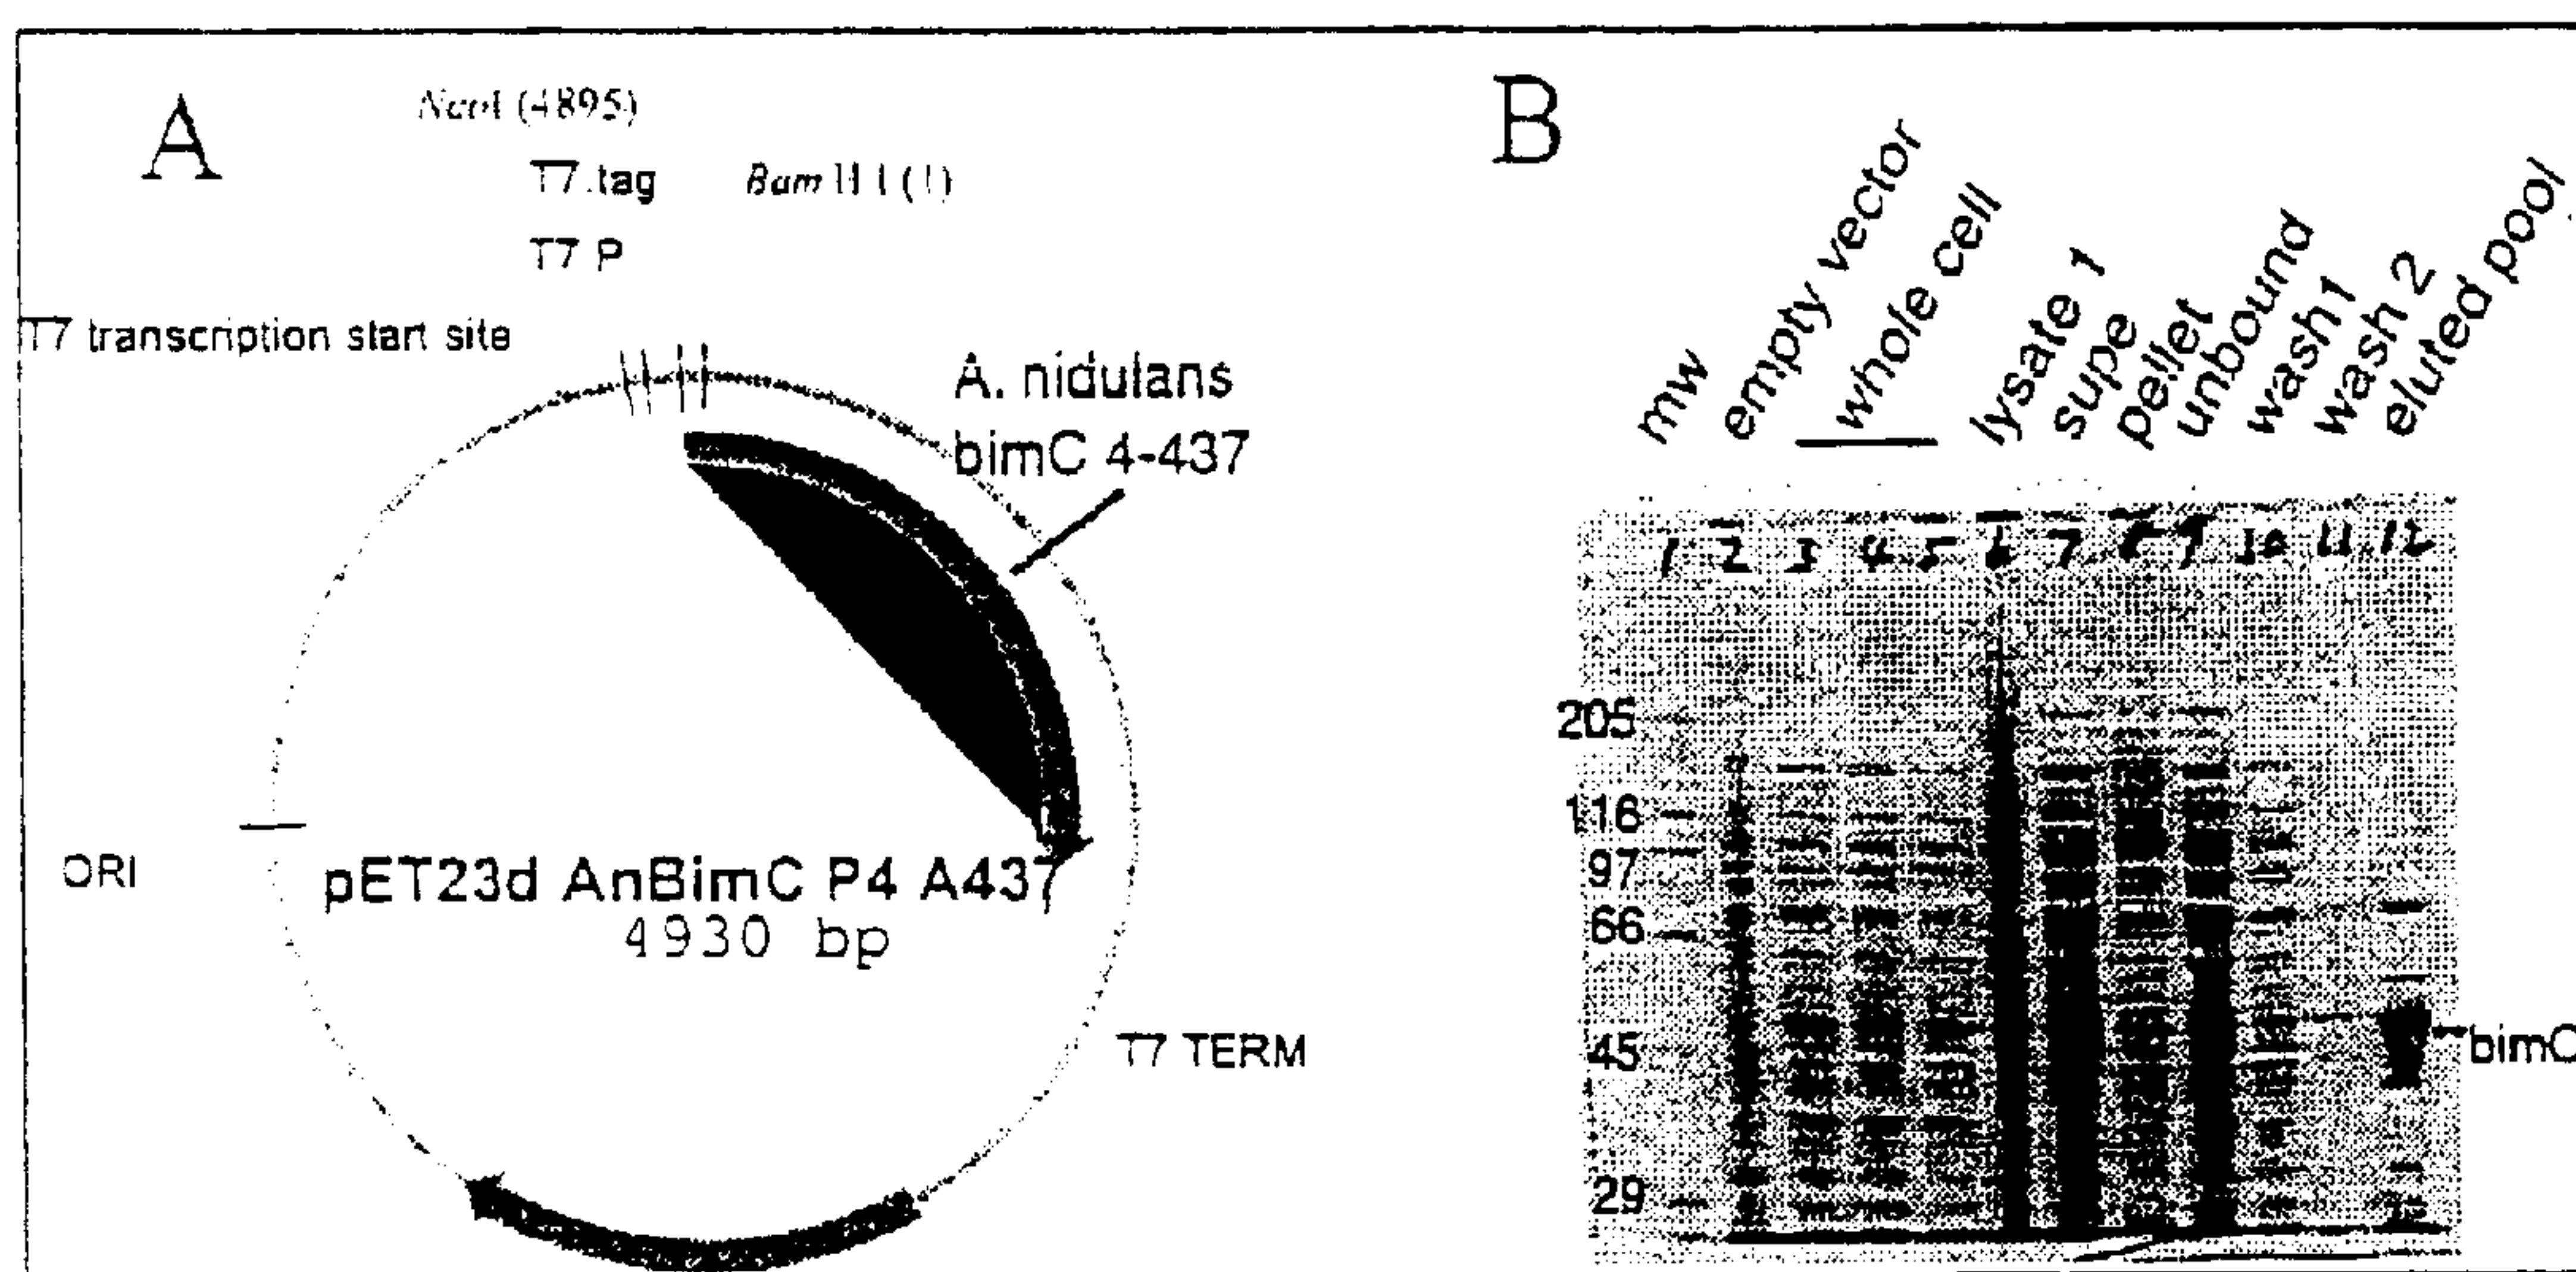 A
NcoI (4895)
T7.tag
BamH I (1)
T7 P
T7 transcription start site
A. nidulans
bimC 4-437
ORI
pET23d AnBimC P4 A437
4930 bp
T7 TERM
B
mw
empty vector
whole cell
lysate 1
supe
pellet
unbound
wash1
wash 2
eluted pool
1 2 3 4 5 6 7 8 9 10 11 12
205
116
97
66
45
29
bimC